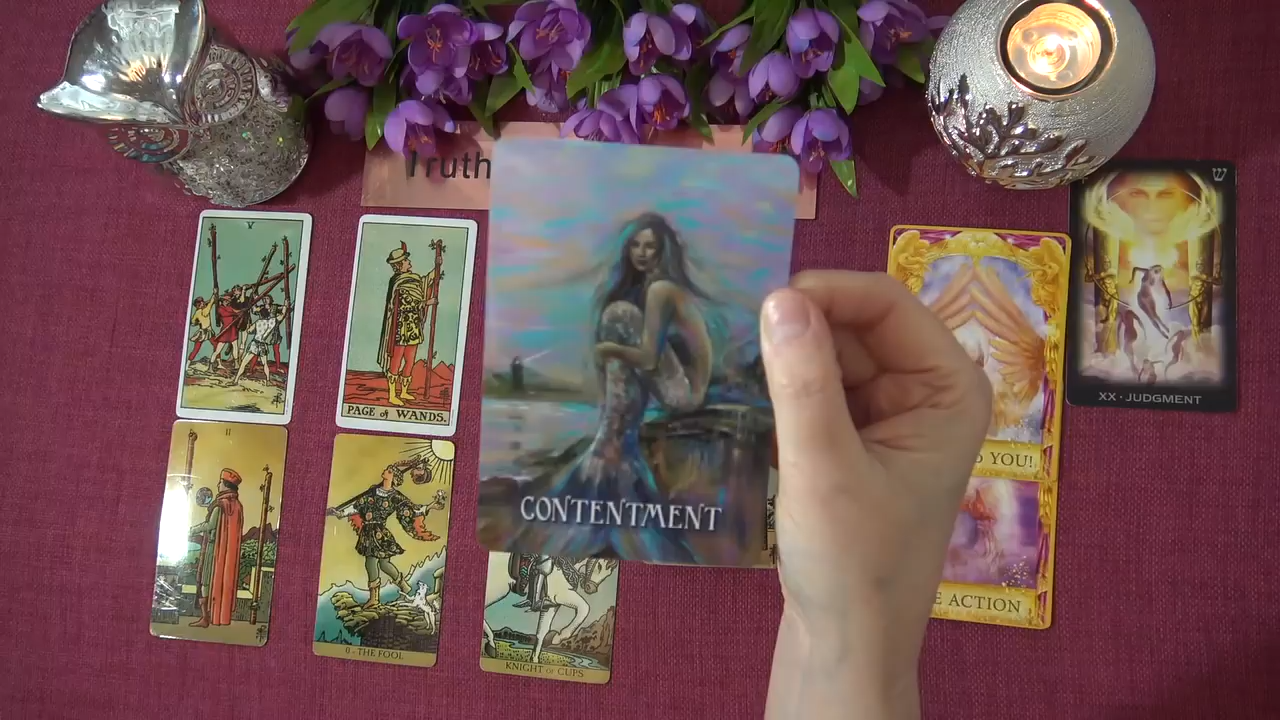 Truth
V
PAGE of WANDS.
II
0 - THE FOOL
KNIGHT OF CUPS
CONTENTMENT
YOU!
ACTION
ש
XX · JUDGMENT